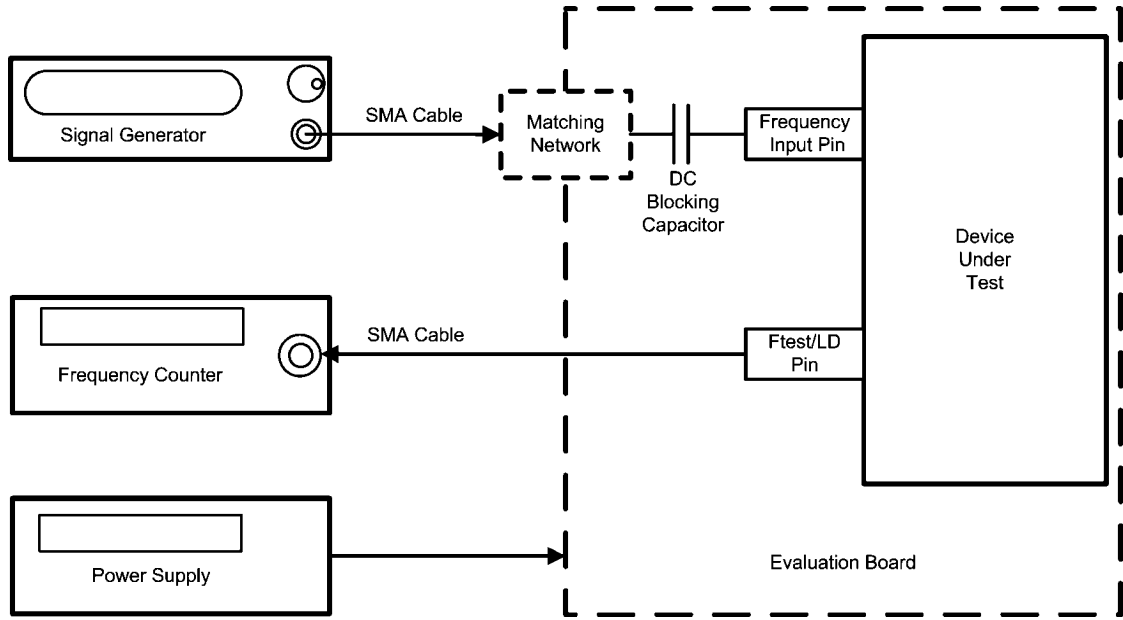 Signal Generator
SMA Cable
Matching
Network
DC
Blocking
Capacitor
Frequency
Input Pin
Device
Under
Test
Frequency Counter
SMA Cable
Ftest/LD
Pin
Power Supply
Evaluation Board